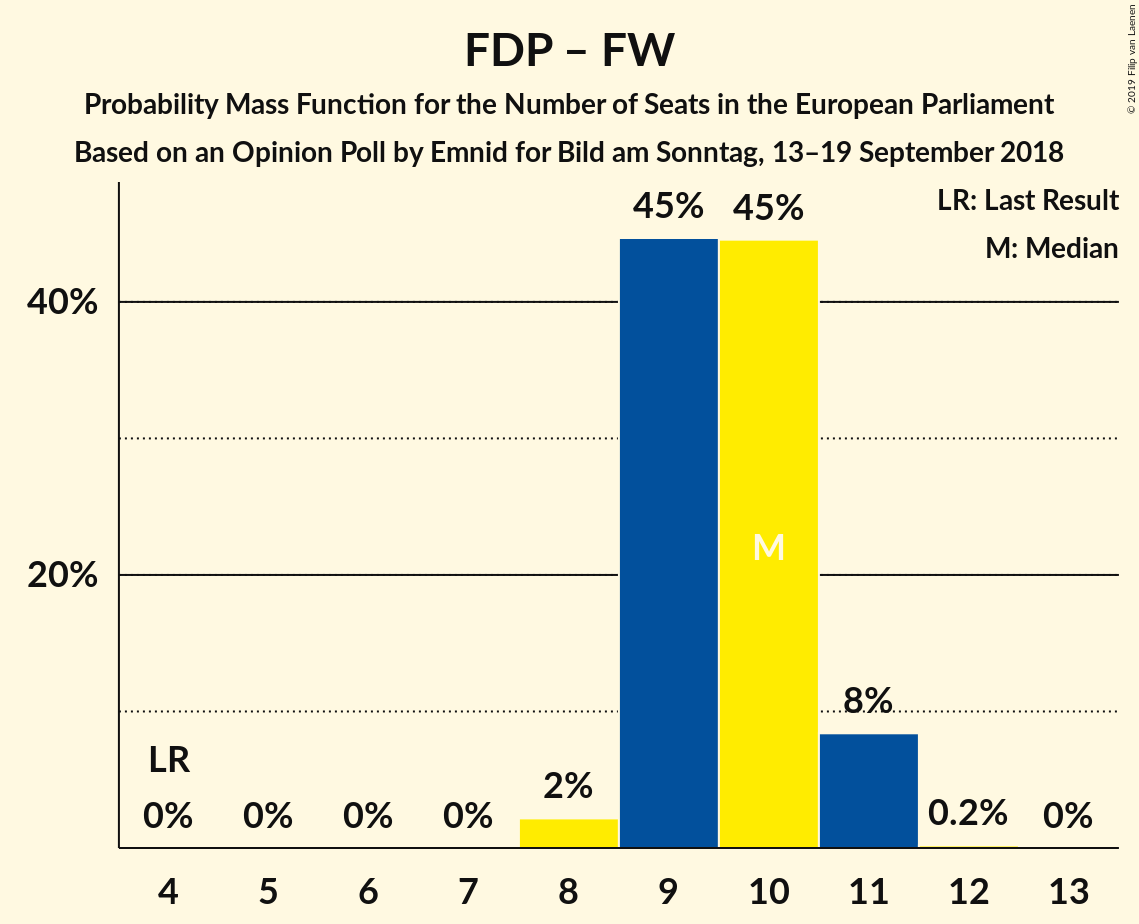 FDP – FW
Probability Mass Function for the Number of Seats in the European Parliament
Based on an Opinion Poll by Emnid for Bild am Sonntag, 13–19 September 2018
© 2019 Filip van Laenen
LR: Last Result
M: Median
45% 45%
40%
M
20%
8%
LR
2%
0% 0% 0% 0% 0.2% 0%
4 5 6 7 8 9 10 11 12 13